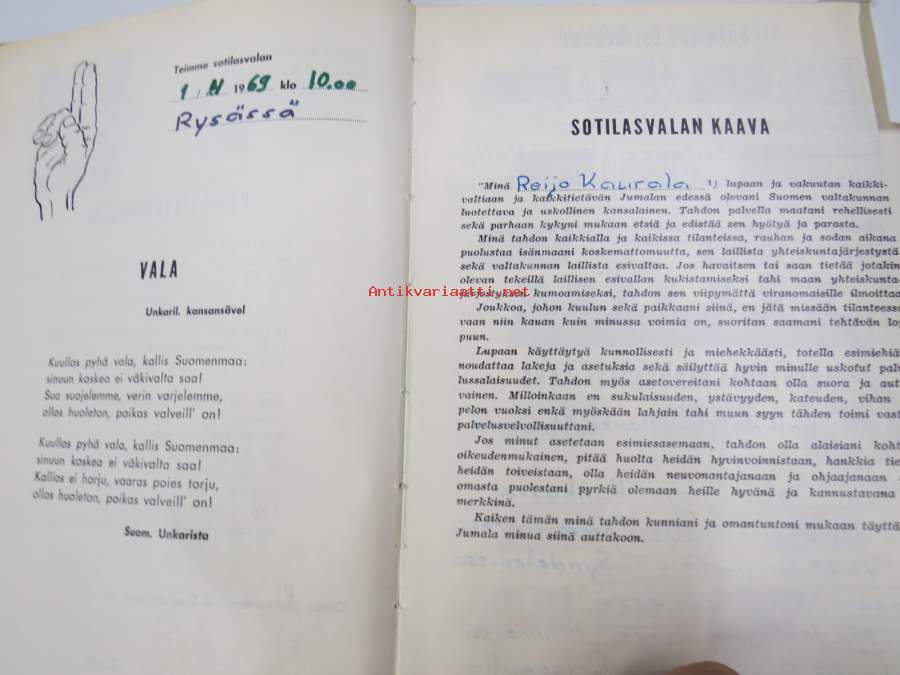 Teimme sotilasvalan
1 / II 1969 klo 10.00
Rysässä
VALA
Unkaril. kansansävel
Kuullos pyhä vala, kallis Suomenmaa:
sinuun koskea ei väkivalta saa!
Sua suojelemme, verin varjelemme,
ollos huoleton, poikas valveill' on!
Kuullos pyhä vala, kallis Suomenmaa:
sinuun koskea ei väkivalta saa!
Kallios ei horju, vaaras poies torju,
ollos huoleton, poikas valveill' on!
Suom. Unkarista
SOTILASVALAN KAAVA
"Minä Reijo Kaurala ¹) lupaan ja vakuutan kaikki-
valtiaan ja kaikkitietävän Jumalan edessä olevani Suomen valtakunnan
luotettava ja uskollinen kansalainen. Tahdon palvella maatani rehellisesti
sekä parhaan kykyni mukaan etsiä ja edistää sen hyötyä ja parasta.
Minä tahdon kaikkialla ja kaikissa tilanteissa, rauhan ja sodan aikana
puolustaa isänmaani koskemattomuutta, sen laillista yhteiskuntajärjestystä
sekä valtakunnan laillista esivaltaa. Jos havaitsen tai saan tietää jotakin
olevan tekeillä laillisen esivallan kukistamiseksi tahi maan yhteiskunta-
järjestyksen kumoamiseksi, tahdon sen viipymättä viranomaisille ilmoittaa
Antikvariaatti.net
Joukkoa, johon kuulun sekä paikkaani siinä, en jätä missään tilanteessa
vaan niin kauan kuin minussa voimia on, suoritan saamani tehtävän lo
puun.
Lupaan käyttäytyä kunnollisesti ja miehekkäästi, totella esimiehiä
noudattaa lakeja ja asetuksia sekä säilyttää hyvin minulle uskotut pal
lussalaisuudet. Tahdon myös asetovereitani kohtaan olla suora ja aut
vainen. Milloinkaan en sukulaisuuden, ystävyyden, kateuden, vihan
pelon vuoksi enkä myöskään lahjain tahi muun syyn tähden toimi vast
palvelusvelvollisuuttani.
Jos minut asetetaan esimiesasemaan, tahdon olla alaisiani koht
oikeudenmukainen, pitää huolta heidän hyvinvoinnistaan, hankkia tie
heidän toiveistaan, olla heidän neuvonantajanaan ja ohjaajanaan s
omasta puolestani pyrkiä olemaan heille hyvänä ja kannustavana
merkkinä.
Kaiken tämän minä tahdon kunniani ja omantuntoni mukaan täyttä
Jumala minua siinä auttakoon.